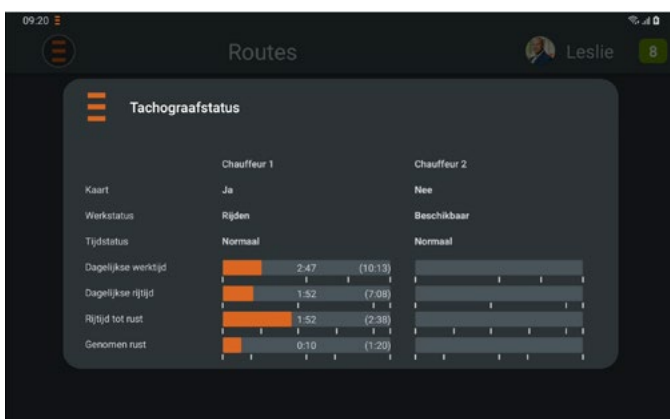 09:20
Routes
Leslie
8
Tachograafstatus
Chauffeur 1 Chauffeur 2
Kaart Ja Nee
Werkstatus Rijden Beschikbaar
Tijdstatus Normaal Normaal
Dagelijkse werktijd 2:47 (10:13)
Dagelijkse rijtijd 1:52 (7:08)
Rijtijd tot rust 1:52 (2:38)
Genomen rust 0:10 (1:20)